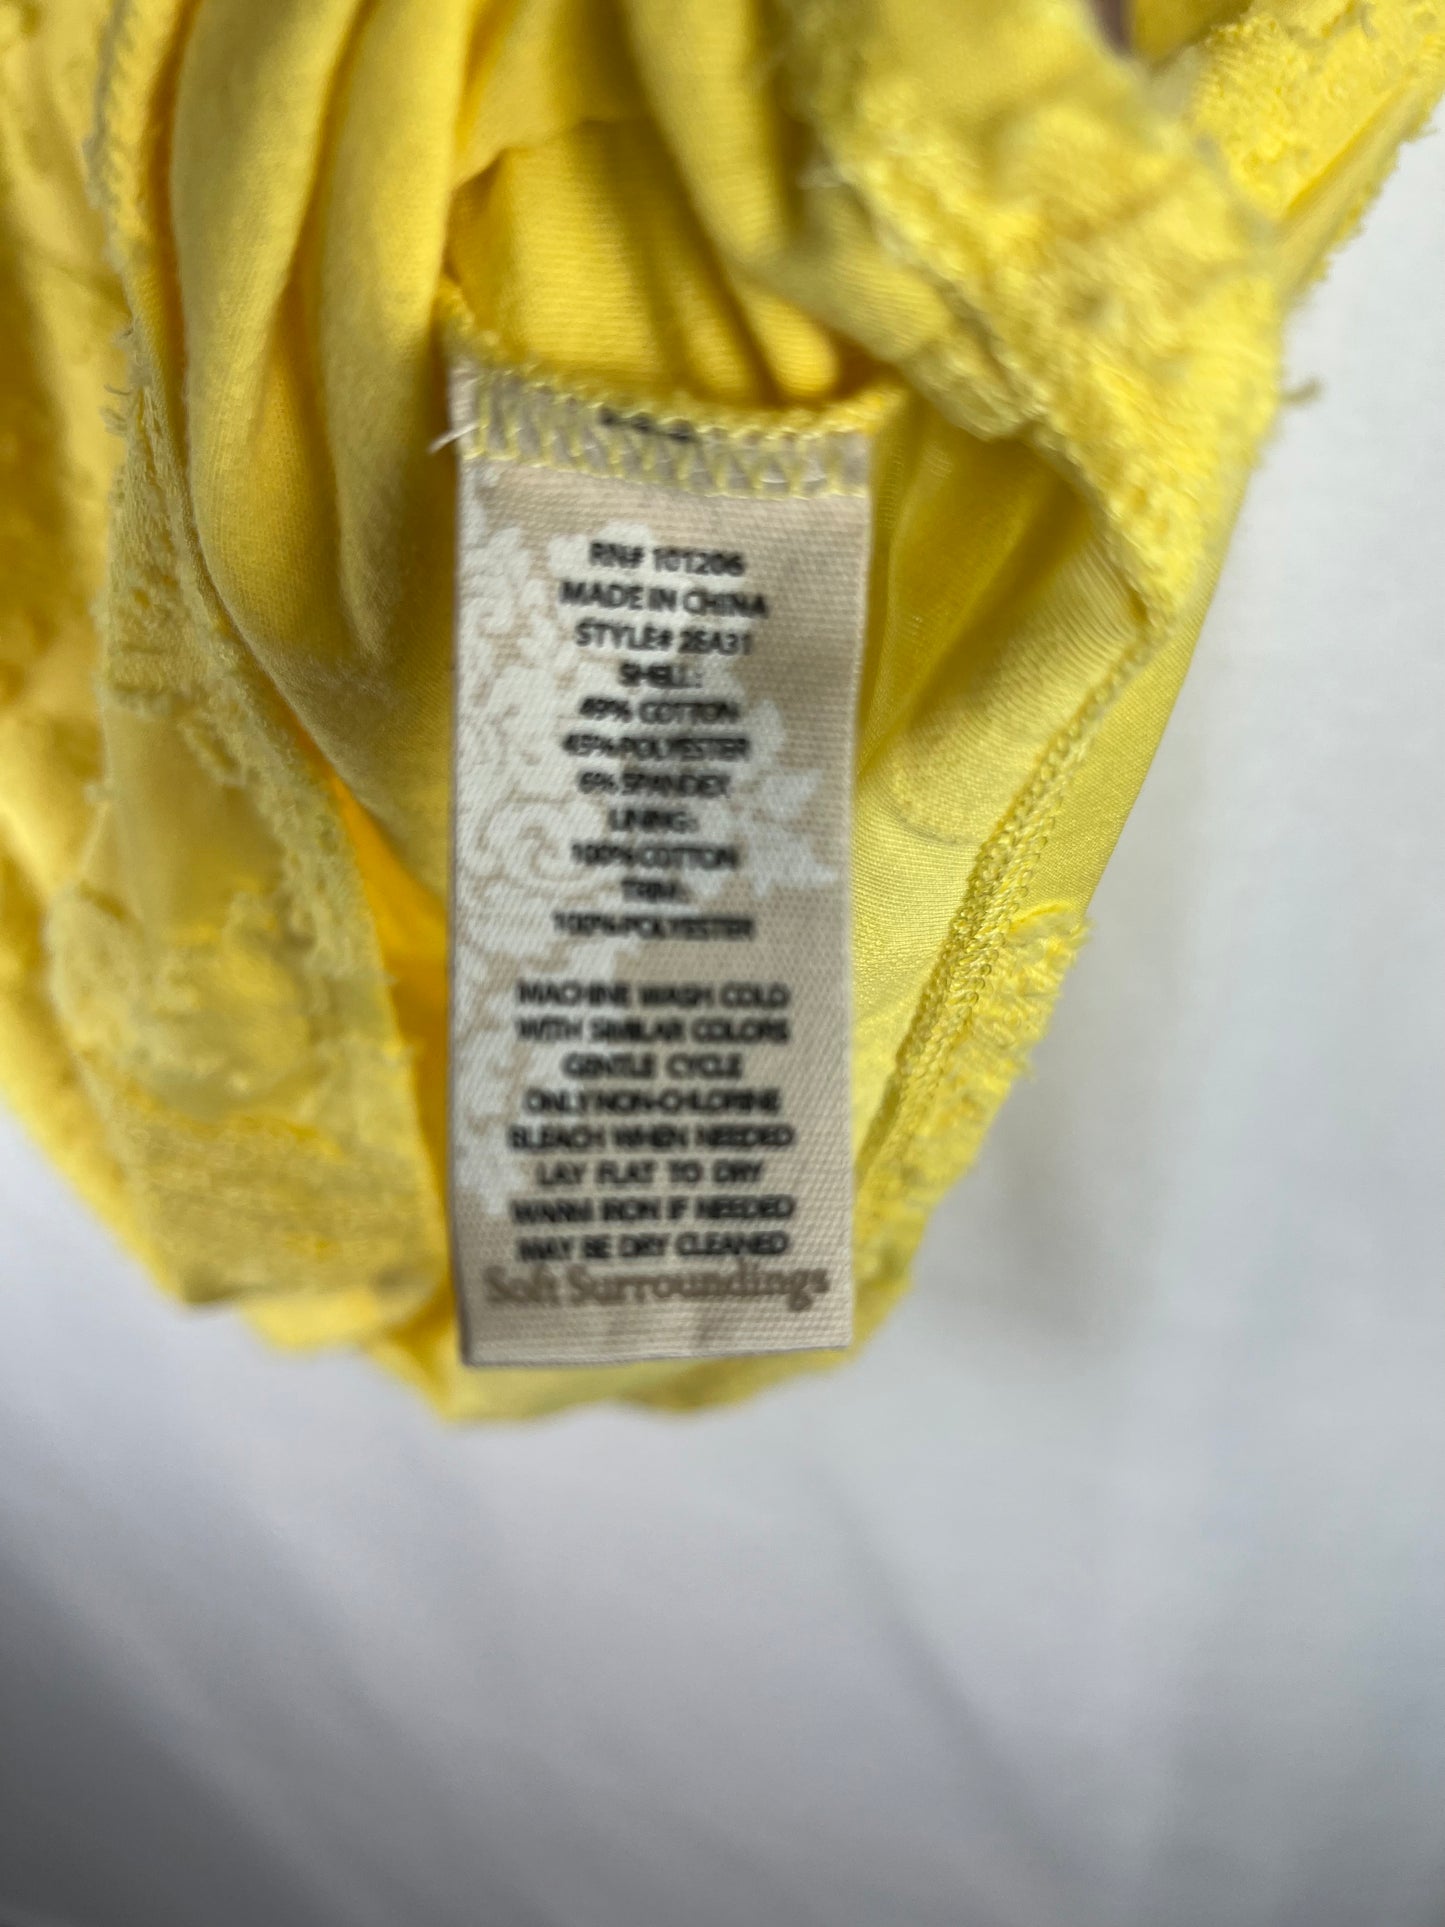 RN# 101206
MADE IN CHINA
STYLE# 2BA31
SHELL:
49% COTTON
45% POLYESTER
6% SPANDEX
LINING:
100% COTTON
TRIM:
100% POLYESTER
MACHINE WASH COLD
WITH SIMILAR COLORS
GENTLE CYCLE
ONLY NON-CHLORINE
BLEACH WHEN NEEDED
LAY FLAT TO DRY
WARM IRON IF NEEDED
MAY BE DRY CLEANED
Soft Surroundings